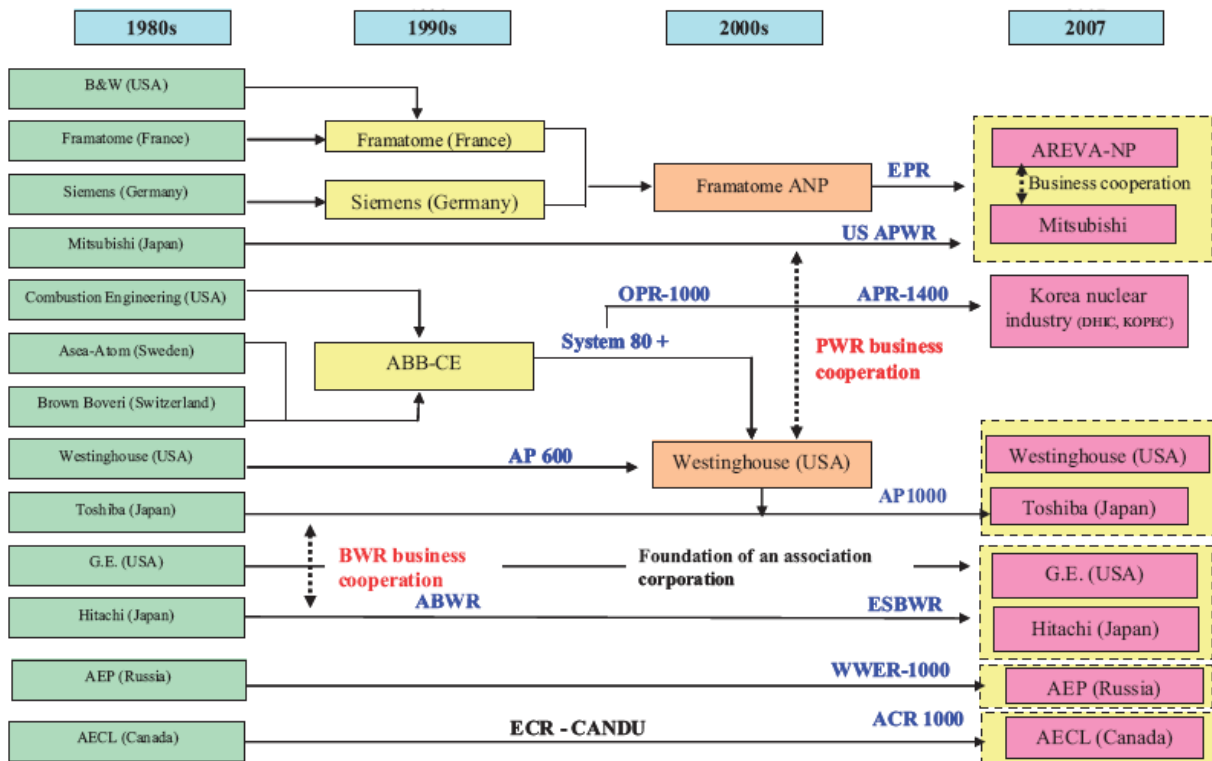 1980s
1990s
2000s
2007
B&W (USA)
Framatome (France)
Framatome (France)
AREVA-NP
Siemens (Germany)
Siemens (Germany)
Framatome ANP
EPR
Business cooperation
Mitsubishi
Mitsubishi (Japan)
US APWR
Combustion Engineering (USA)
OPR-1000
APR-1400
Korea nuclear
industry (DHIC, KOPEC)
Asea-Atom (Sweden)
ABB-CE
System 80 +
PWR business
cooperation
Brown Boveri (Switzerland)
Westinghouse (USA)
AP 600
Westinghouse (USA)
Westinghouse (USA)
Toshiba (Japan)
AP1000
Toshiba (Japan)
G.E. (USA)
BWR business
cooperation
Foundation of an association
corporation
G.E. (USA)
Hitachi (Japan)
ABWR
ESBWR
Hitachi (Japan)
AEP (Russia)
WWER-1000
AEP (Russia)
AECL (Canada)
ECR - CANDU
ACR 1000
AECL (Canada)